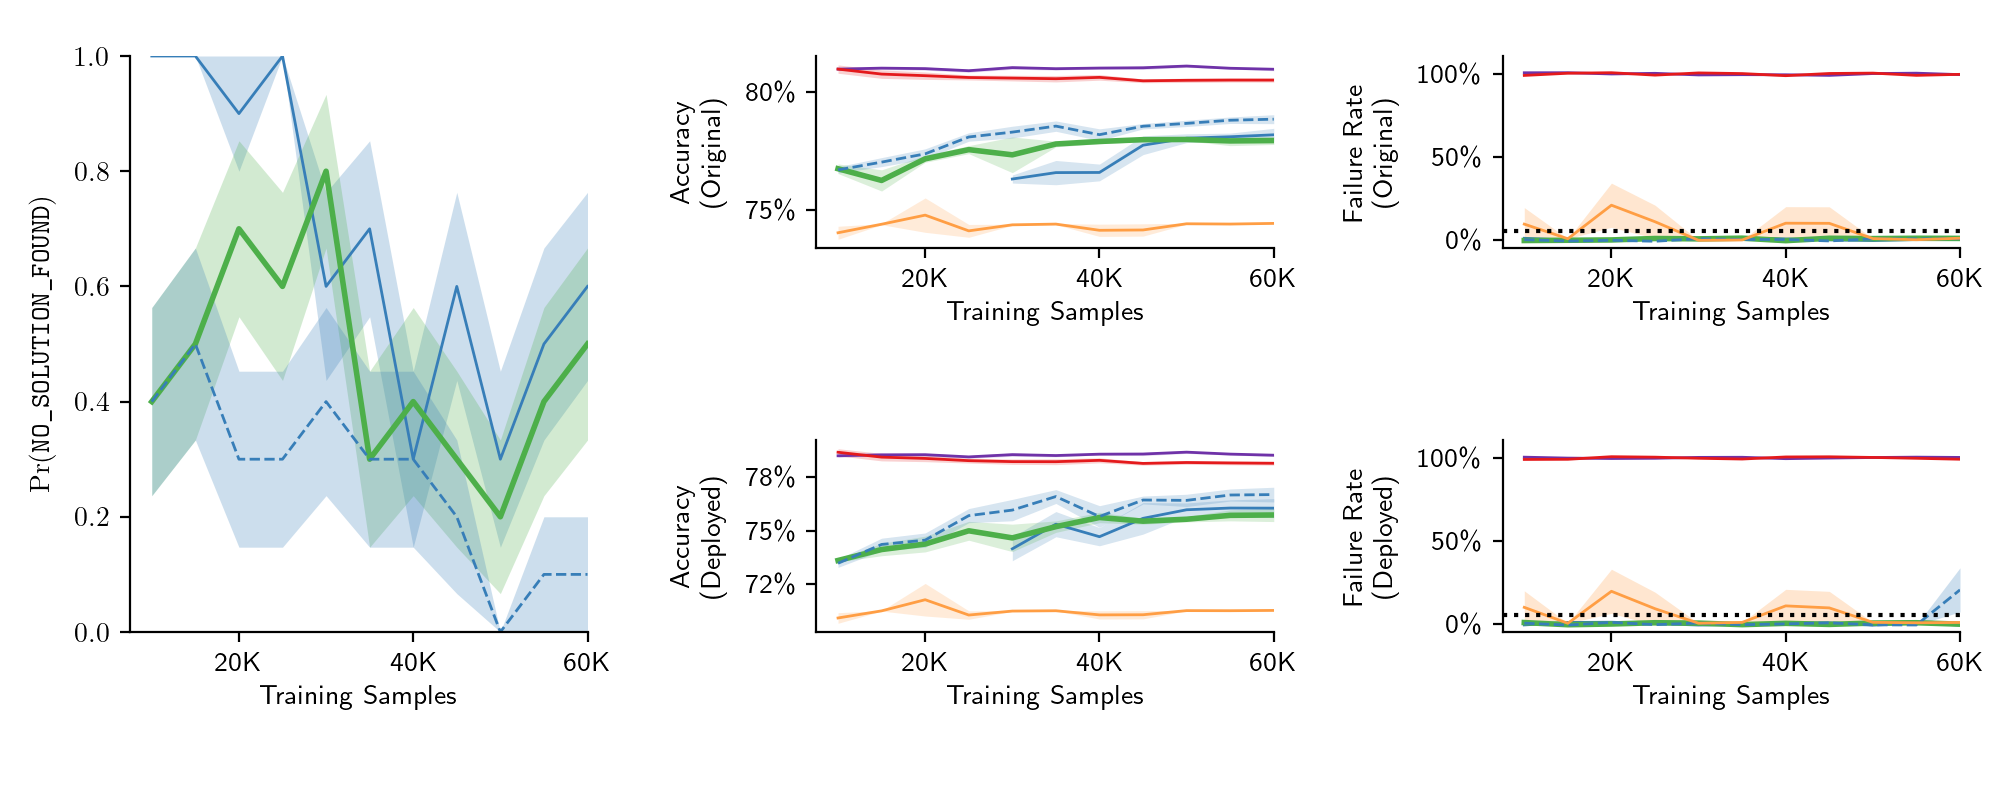 Pr(NO_SOLUTION_FOUND)
1.0
0.8
0.6
0.4
0.2
0.0
20K 40K 60K
Training Samples
Accuracy
(Original)
80%
75%
20K 40K 60K
Training Samples
Failure Rate
(Original)
100%
50%
0%
20K 40K 60K
Training Samples
Accuracy
(Deployed)
78%
75%
72%
20K 40K 60K
Training Samples
Failure Rate
(Deployed)
100%
50%
0%
20K 40K 60K
Training Samples